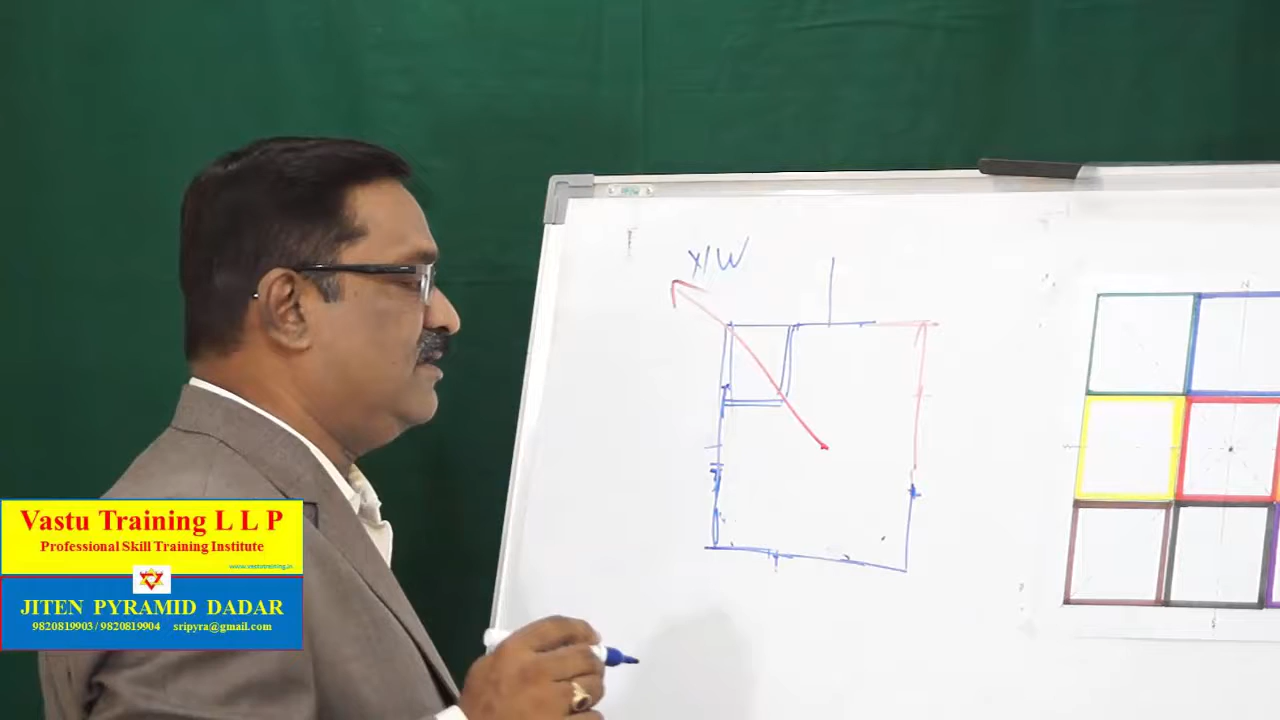 N/W
N
Vastu Training L L P
Professional Skill Training Institute
www.vastutraining.in
JITEN PYRAMID DADAR
9820819903/ 9820819904 sripyra@gmail.com